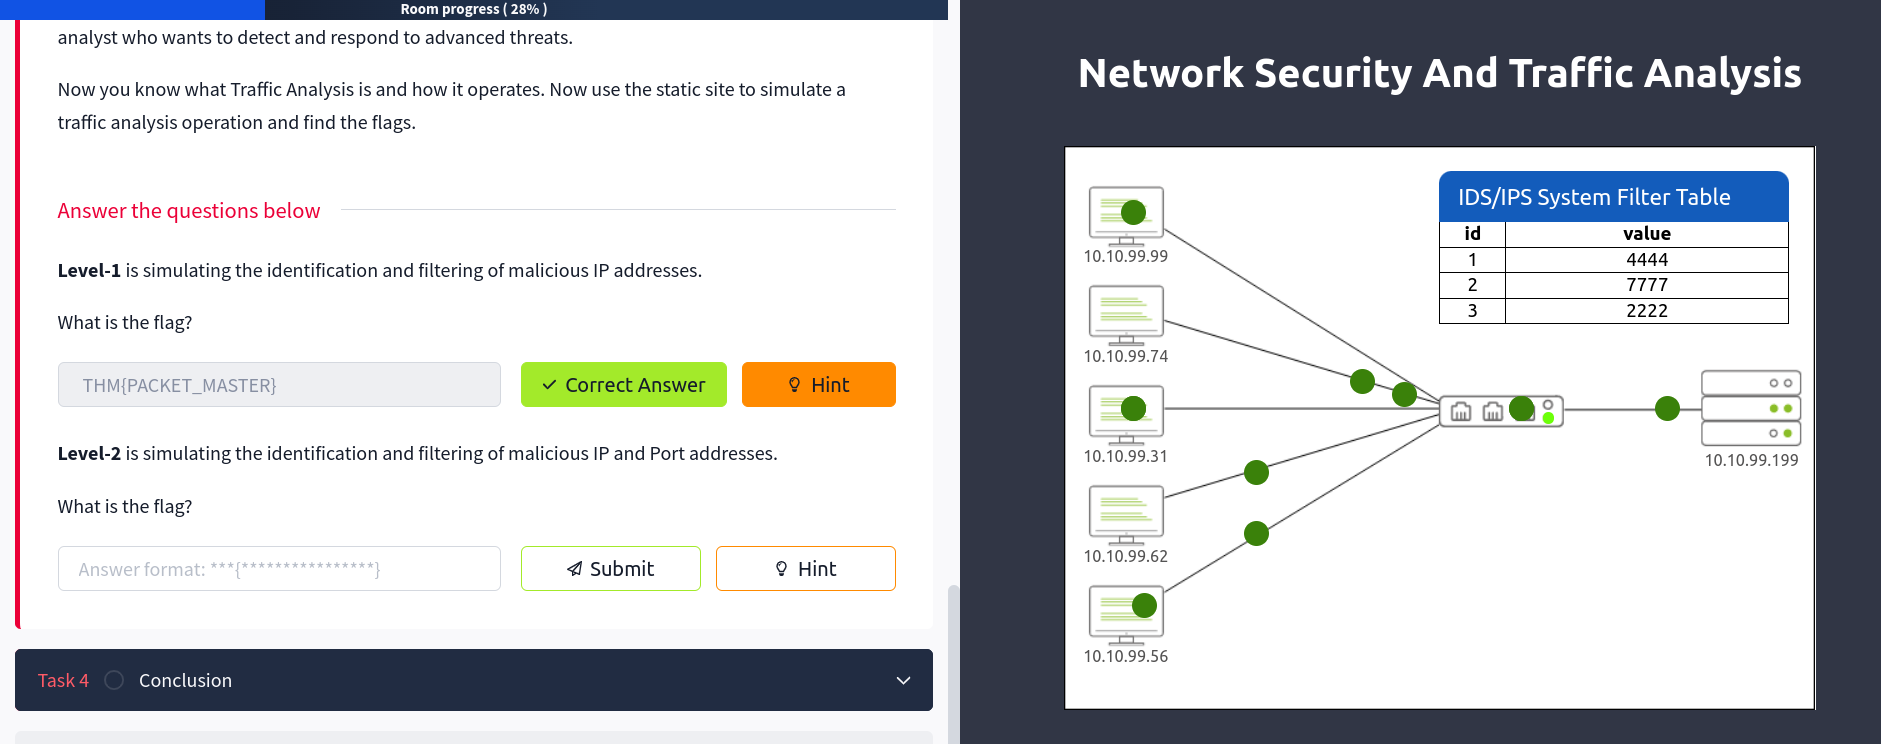 Room progress ( 28% )
analyst who wants to detect and respond to advanced threats.
Now you know what Traffic Analysis is and how it operates. Now use the static site to simulate a
traffic analysis operation and find the flags.
Answer the questions below
Level-1 is simulating the identification and filtering of malicious IP addresses.
What is the flag?
THM{PACKET_MASTER}
Correct Answer
Hint
Level-2 is simulating the identification and filtering of malicious IP and Port addresses.
What is the flag?
Answer format: ***{****************}
Submit
Hint
Task 4
Conclusion
Network Security And Traffic Analysis
IDS/IPS System Filter Table
id value
1 4444
2 7777
3 2222
10.10.99.99
10.10.99.74
10.10.99.31
10.10.99.62
10.10.99.56
10.10.99.199